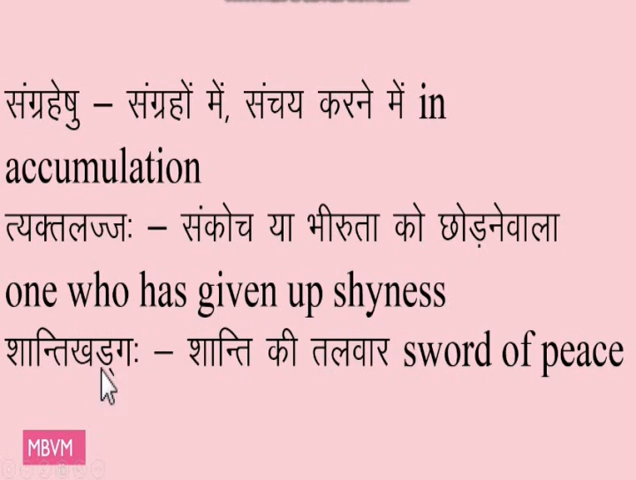 संग्रहेषु – संग्रहों में, संचय करने में in
accumulation
त्यक्तलज्जः – संकोच या भीरुता को छोड़नेवाला
one who has given up shyness
शान्तिखड्गः – शान्ति की तलवार sword of peace
MBVM